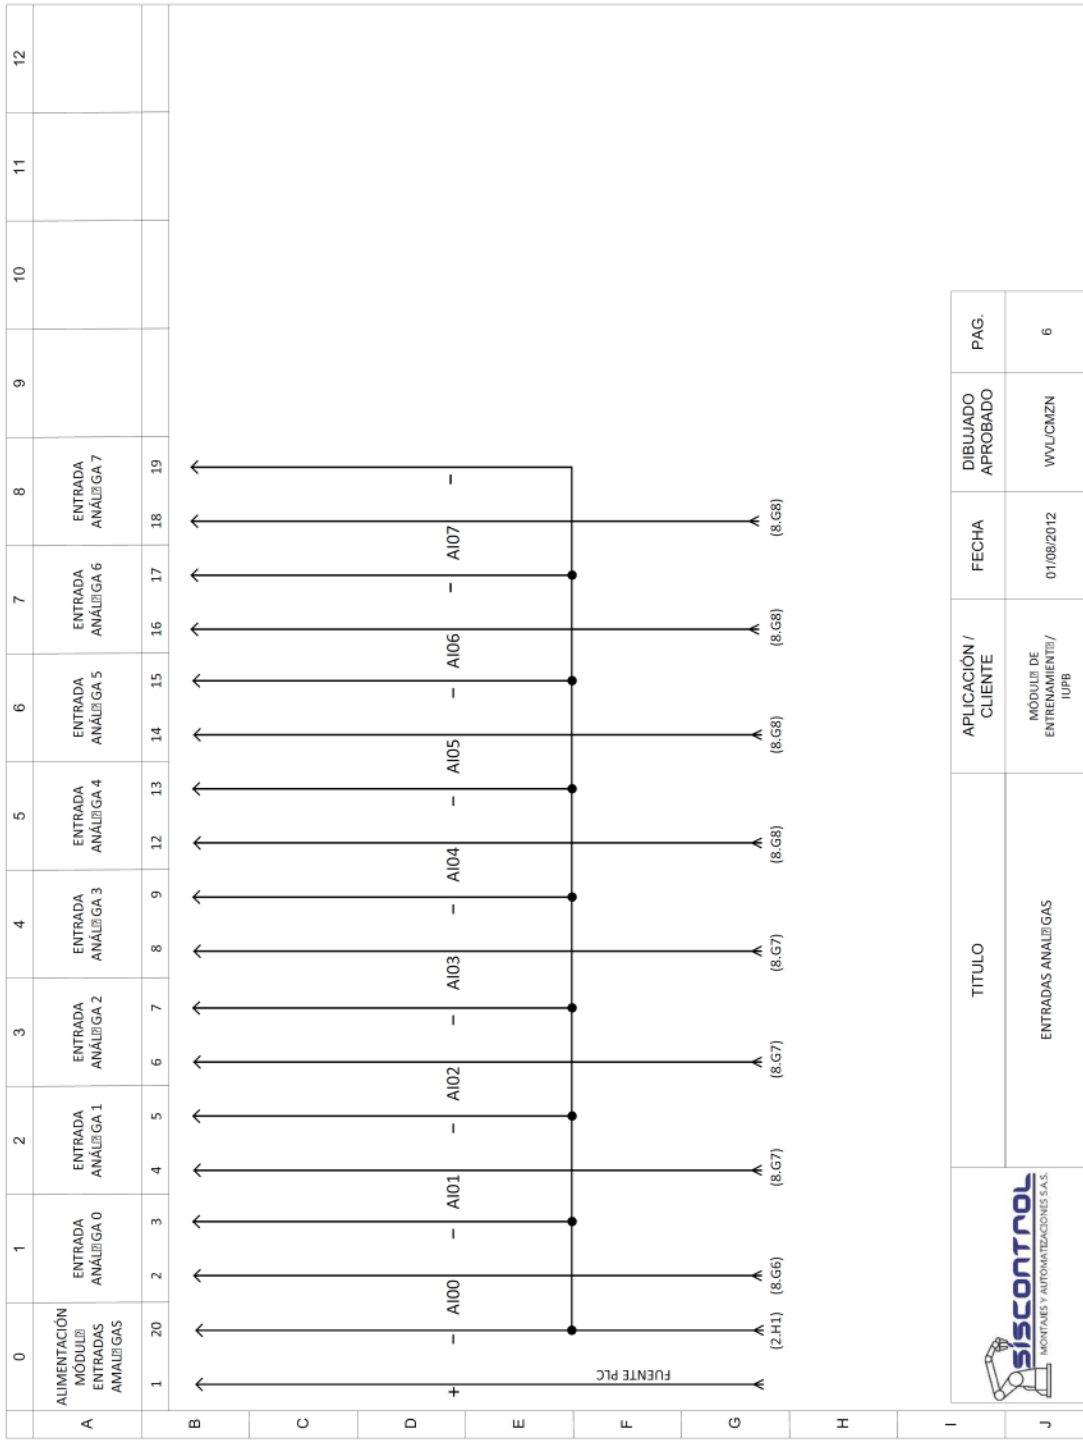 0 1 2 3 4 5 6 7 8 9 10 11 12
A
ALIMENTACIÓN
MÓDUL⍰
ENTRADAS
AMAL⍰GAS
ENTRADA
ANÁL⍰GA 0
ENTRADA
ANÁL⍰GA 1
ENTRADA
ANÁL⍰GA 2
ENTRADA
ANÁL⍰GA 3
ENTRADA
ANÁL⍰GA 4
ENTRADA
ANÁL⍰GA 5
ENTRADA
ANÁL⍰GA 6
ENTRADA
ANÁL⍰GA 7
1 20 2 3 4 5 6 7 8 9 12 13 14 15 16 17 18 19
B
C
D
+ − AI00 − AI01 − AI02 − AI03 − AI04 − AI05 − AI06 − AI07 −
E
F
FUENTE PLC
G
(2.H1) (8.G6) (8.G7) (8.G7) (8.G7) (8.G8) (8.G8) (8.G8) (8.G8)
H
I
J
síscontrol
MONTAJES Y AUTOMATIZACIONES S.A.S.
TITULO
ENTRADAS ANAL⍰GAS
APLICACIÓN /
CLIENTE
MÓDUL⍰ DE
ENTRENAMIENT⍰/
IUPB
FECHA
01/08/2012
DIBUJADO
APROBADO
WVL/CMZN
PAG.
6